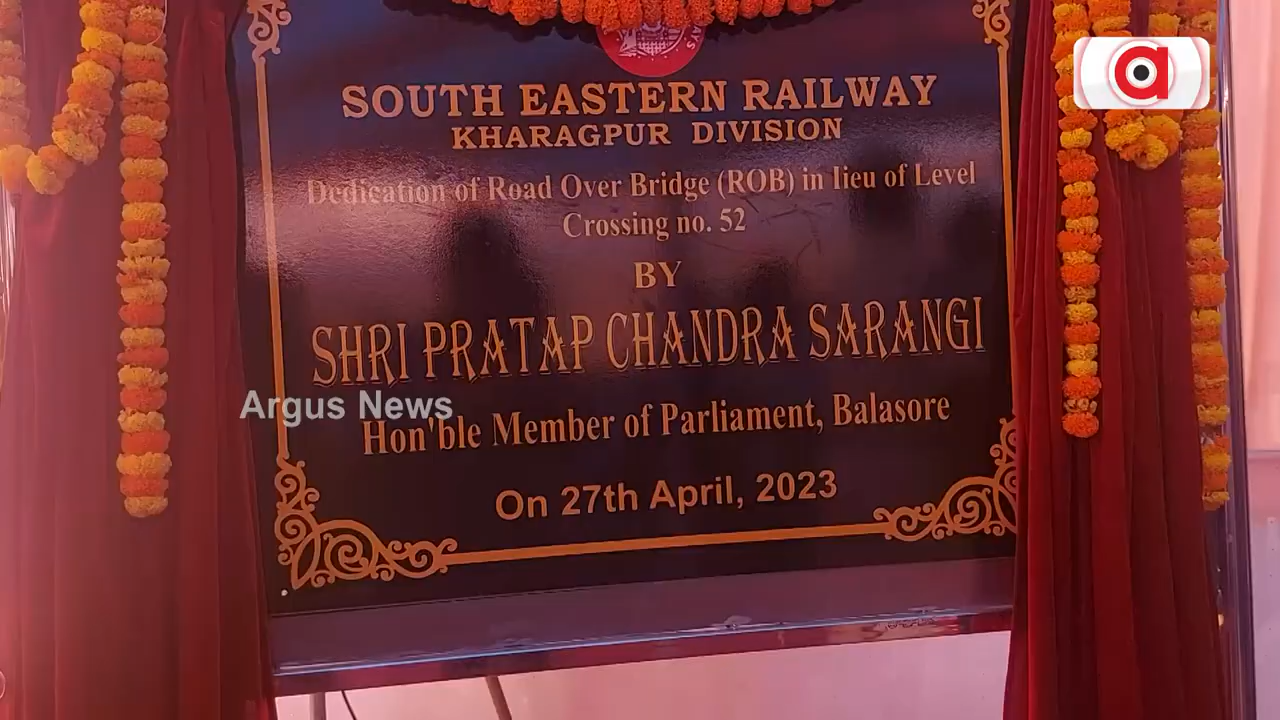 AYS
a
SOUTH EASTERN RAILWAY
KHARAGPUR DIVISION
Dedication of Road Over Bridge (ROB) in lieu of Level
Crossing no. 52
BY
SHRI PRATAP CHANDRA SARANGI
Argus News
Hon'ble Member of Parliament, Balasore
On 27th April, 2023